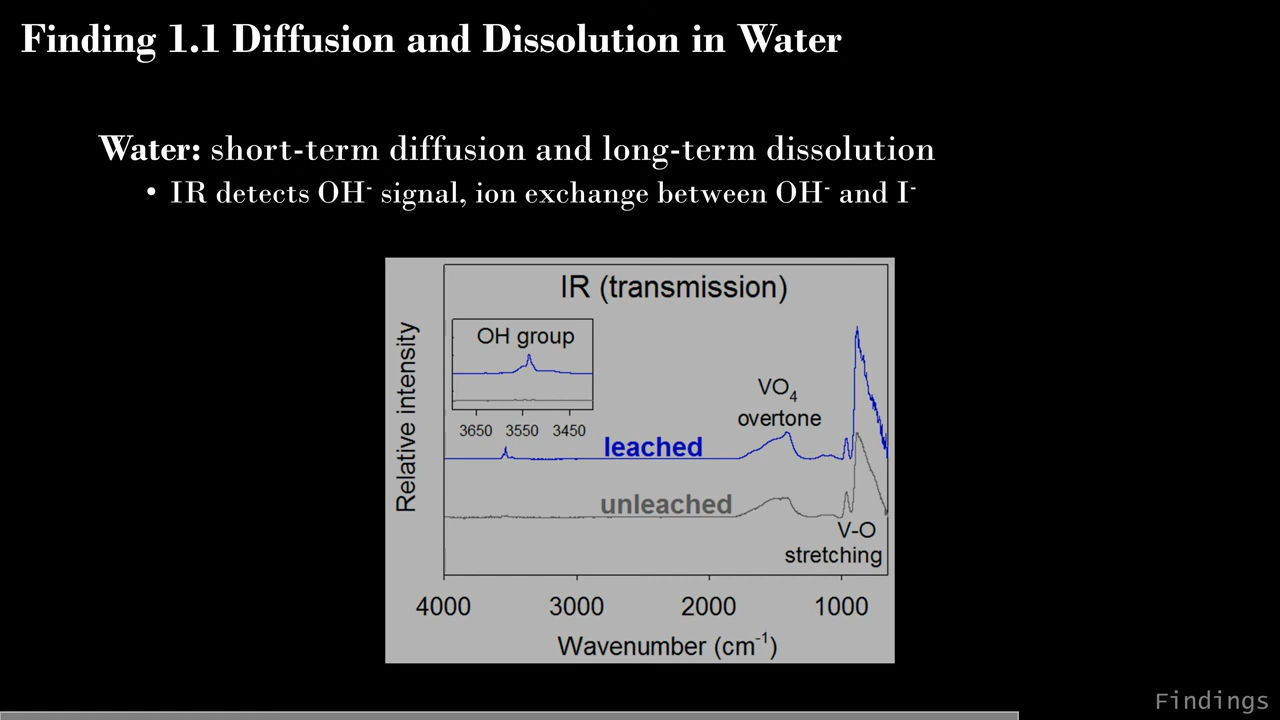 Finding 1.1 Diffusion and Dissolution in Water
Water: short-term diffusion and long-term dissolution
• IR detects OH⁻ signal, ion exchange between OH⁻ and I⁻
IR (transmission)
OH group
3650 3550 3450
VO₄
overtone
leached
unleached
V-O
stretching
Relative intensity
4000 3000 2000 1000
Wavenumber (cm⁻¹)
Findings